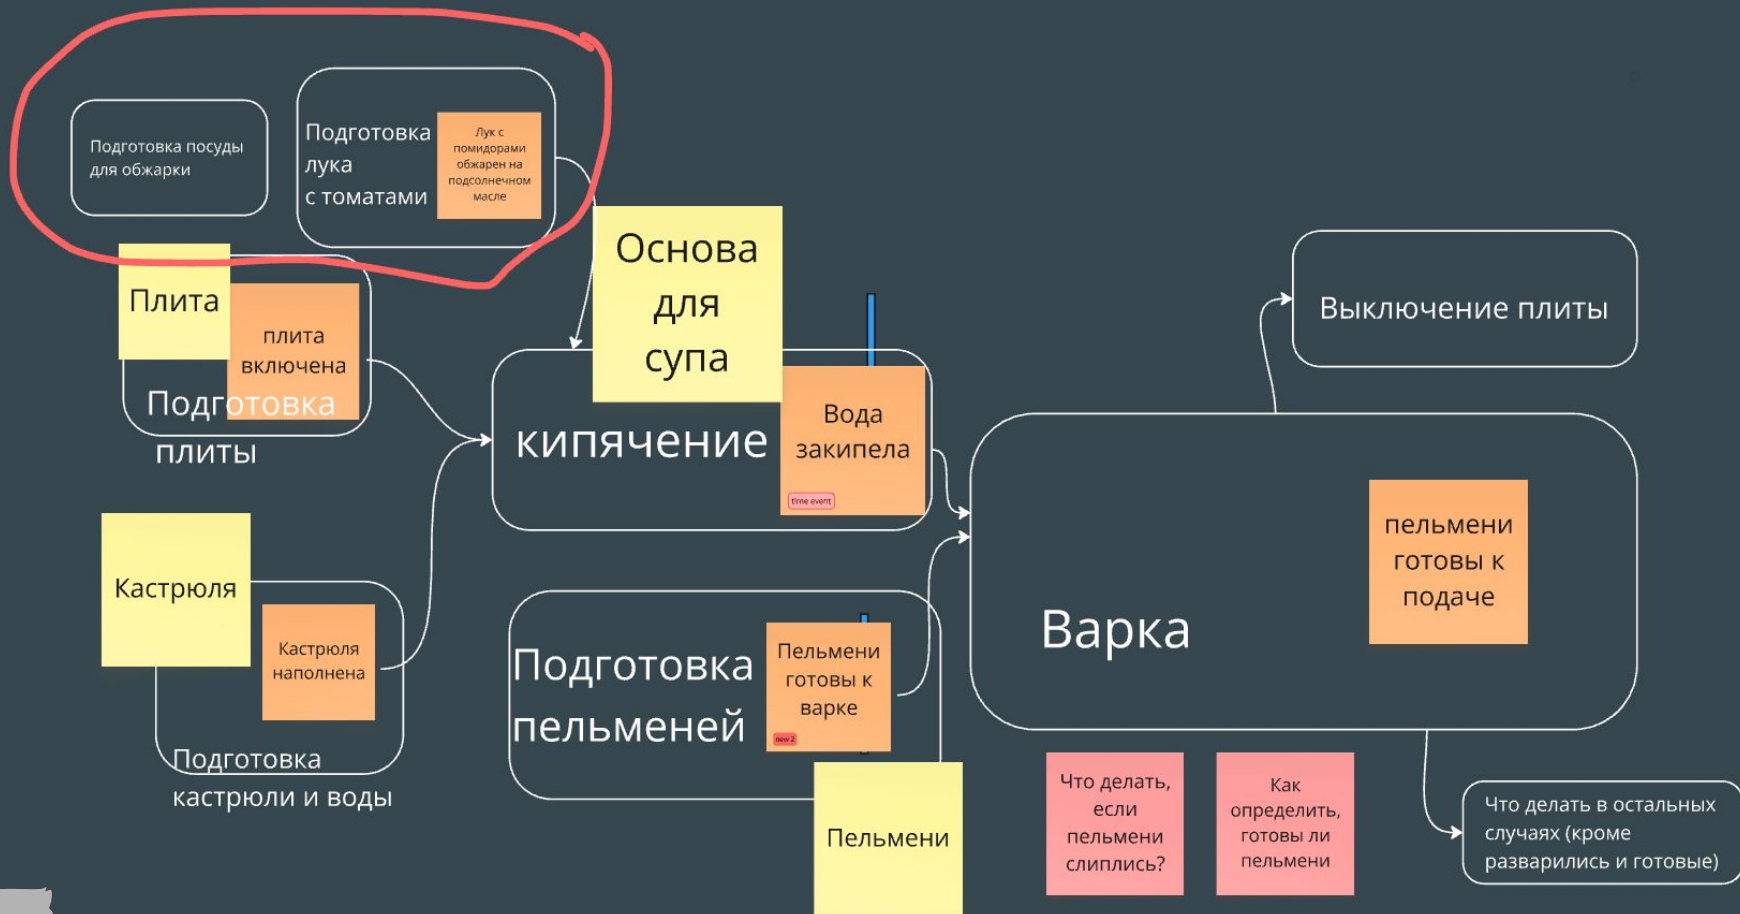 Подготовка посуды
для обжарки
Подготовка
лука
с томатами
Лук с
помидорами
обжарен на
подсолнечном
масле
Плита
плита
включена
Подготовка
плиты
Основа
для
супа
кипячение
Вода
закипела
time event
Кастрюля
Кастрюля
наполнена
Подготовка
кастрюли и воды
Подготовка
пельменей
Пельмени
готовы к
варке
new 2
Пельмени
Варка
пельмени
готовы к
подаче
Выключение плиты
Что делать,
если
пельмени
слиплись?
Как
определить,
готовы ли
пельмени
Что делать в остальных
случаях (кроме
разварились и готовые)